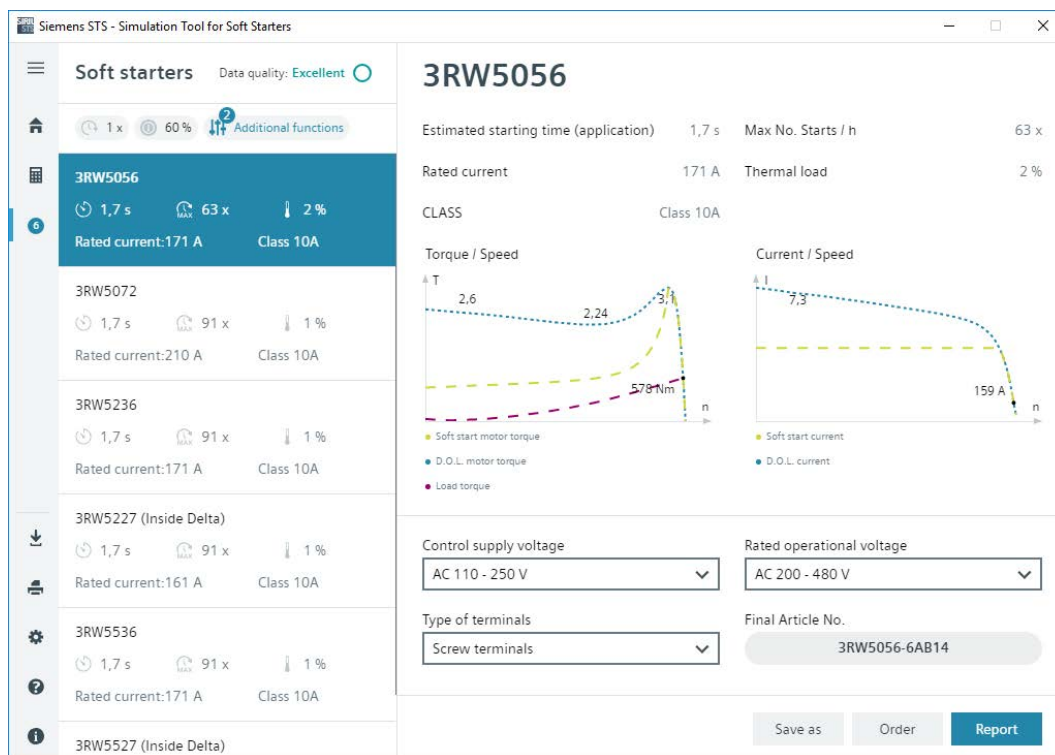 SIEMENS STS
Siemens STS - Simulation Tool for Soft Starters
Soft starters Data quality: Excellent
1 x 60 % 2 Additional functions
6
3RW5056
1,7 s MAX 63 x 2 %
Rated current:171 A Class 10A
3RW5072
1,7 s MAX 91 x 1 %
Rated current:210 A Class 10A
3RW5236
1,7 s MAX 91 x 1 %
Rated current:171 A Class 10A
3RW5227 (Inside Delta)
1,7 s MAX 91 x 1 %
Rated current:161 A Class 10A
3RW5536
1,7 s MAX 91 x 1 %
Rated current:171 A Class 10A
3RW5527 (Inside Delta)
3RW5056
Estimated starting time (application) 1,7 s Max No. Starts / h 63 x
Rated current 171 A Thermal load 2 %
CLASS Class 10A
Torque / Speed
T
2,6
2,24
3,1
578 Nm
n
Soft start motor torque
D.O.L. motor torque
Load torque
Current / Speed
I
7,3
159 A
n
Soft start current
D.O.L. current
Control supply voltage
AC 110 - 250 V
Rated operational voltage
AC 200 - 480 V
Type of terminals
Screw terminals
Final Article No.
3RW5056-6AB14
Save as Order Report